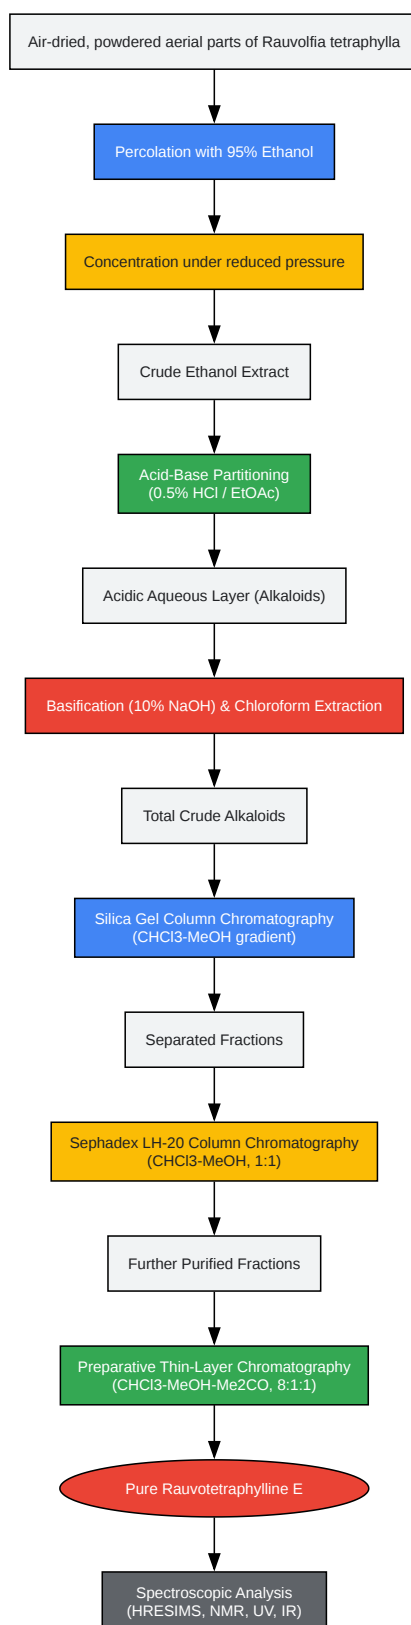 Air-dried, powdered aerial parts of Rauvolfia tetraphylla
Percolation with 95% Ethanol
Concentration under reduced pressure
Crude Ethanol Extract
Acid-Base Partitioning
(0.5% HCl / EtOAc)
Acidic Aqueous Layer (Alkaloids)
Basification (10% NaOH) & Chloroform Extraction
Total Crude Alkaloids
Silica Gel Column Chromatography
(CHCl3-MeOH gradient)
Separated Fractions
Sephadex LH-20 Column Chromatography
(CHCl3-MeOH, 1:1)
Further Purified Fractions
Preparative Thin-Layer Chromatography
(CHCl3-MeOH-Me2CO, 8:1:1)
Pure Rauvotetraphylline E
Spectroscopic Analysis
(HRESIMS, NMR, UV, IR)